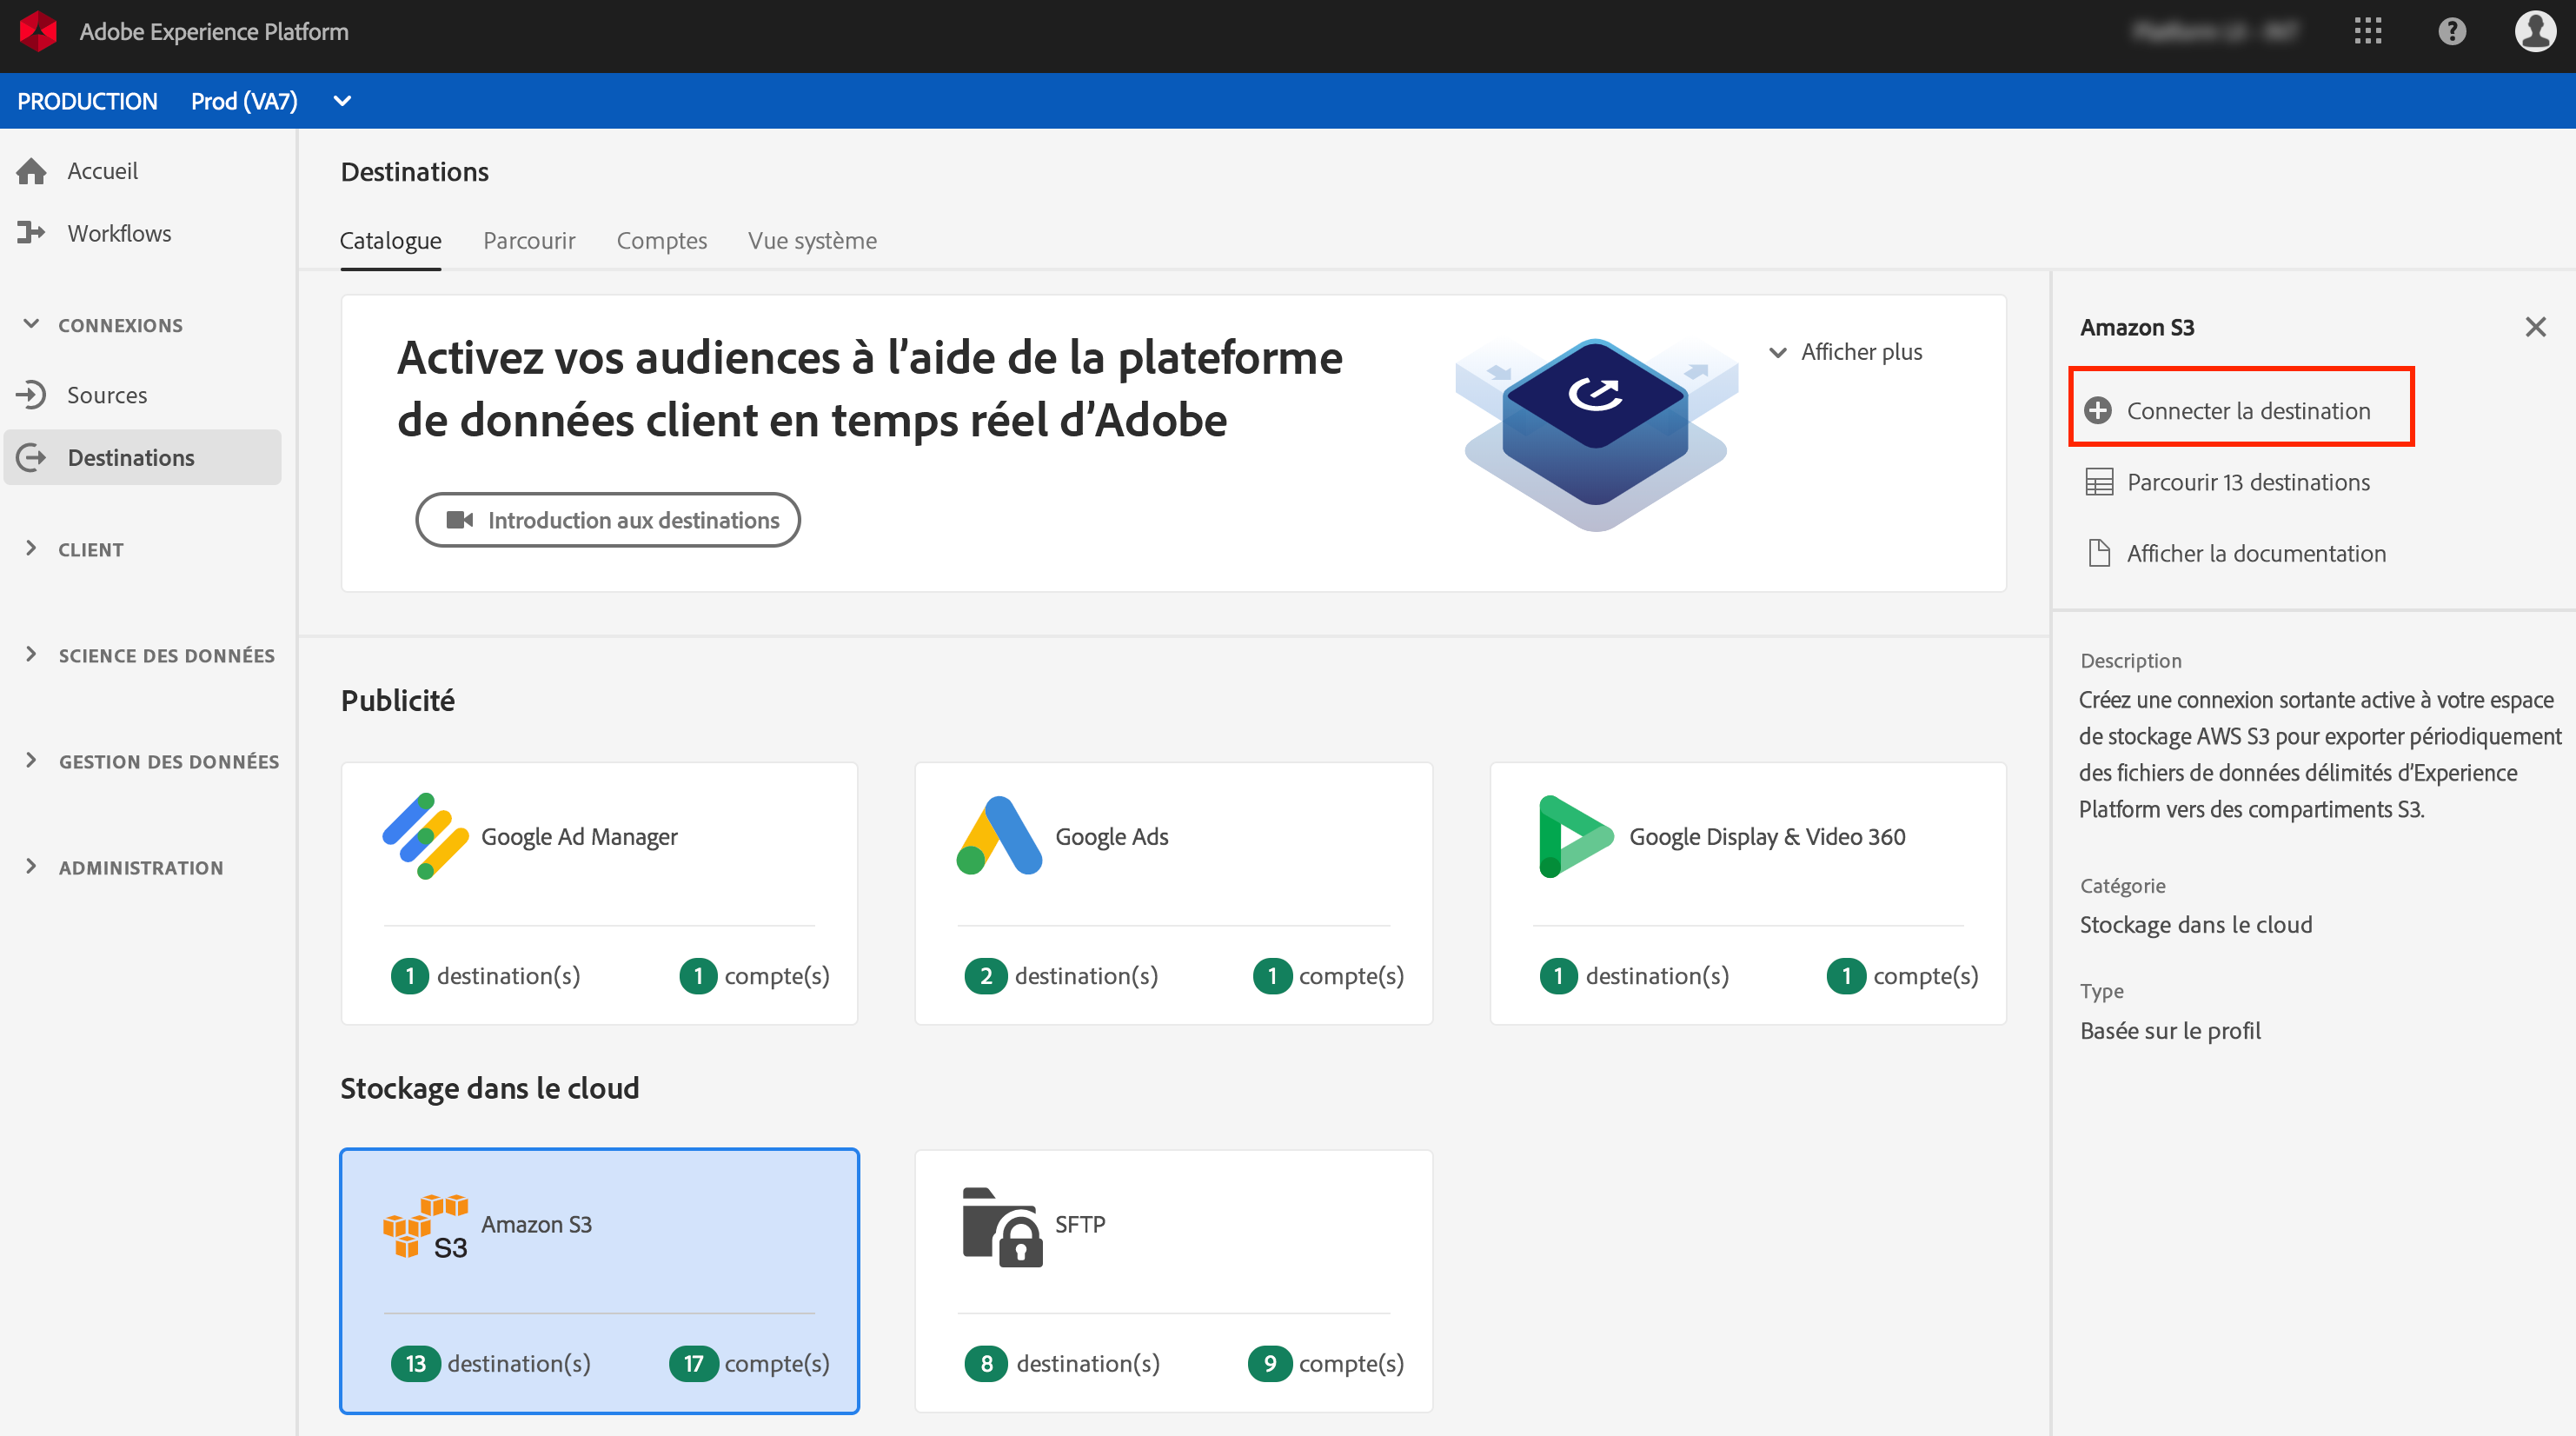 Adobe Experience Platform
PRODUCTION Prod (VA7)
Accueil
Workflows
CONNEXIONS
Sources
Destinations
CLIENT
SCIENCE DES DONNÉES
GESTION DES DONNÉES
ADMINISTRATION
Destinations
Catalogue Parcourir Comptes Vue système
Activez vos audiences à l’aide de la plateforme
de données client en temps réel d’Adobe
Introduction aux destinations
Afficher plus
Publicité
Google Ad Manager
1 destination(s) 1 compte(s)
Google Ads
2 destination(s) 1 compte(s)
Google Display & Video 360
1 destination(s) 1 compte(s)
Stockage dans le cloud
S3 Amazon S3
13 destination(s) 17 compte(s)
SFTP
8 destination(s) 9 compte(s)
Amazon S3
Connecter la destination
Parcourir 13 destinations
Afficher la documentation
Description
Créez une connexion sortante active à votre espace
de stockage AWS S3 pour exporter périodiquement
des fichiers de données délimités d’Experience
Platform vers des compartiments S3.
Catégorie
Stockage dans le cloud
Type
Basée sur le profil